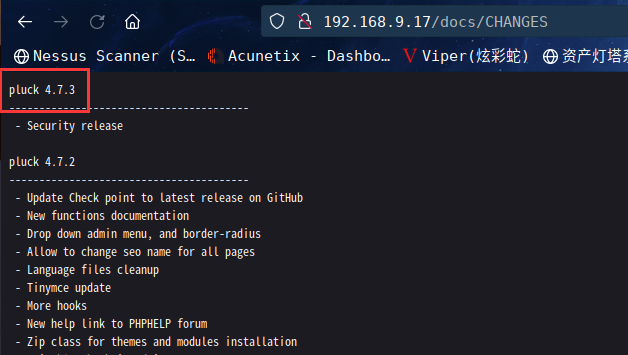 192.168.9.17/docs/CHANGES
Nessus Scanner (S… Acunetix - Dashbo… Viper(炫彩蛇) 资产灯塔系
pluck 4.7.3
----------------------------------------
- Security release
pluck 4.7.2
----------------------------------------
- Update Check point to latest release on GitHub
- New functions documentation
- Drop down admin menu, and border-radius
- Allow to change seo name for all pages
- Language files cleanup
- Tinymce update
- More hooks
- New help link to PHPHELP forum
- Zip class for themes and modules installation